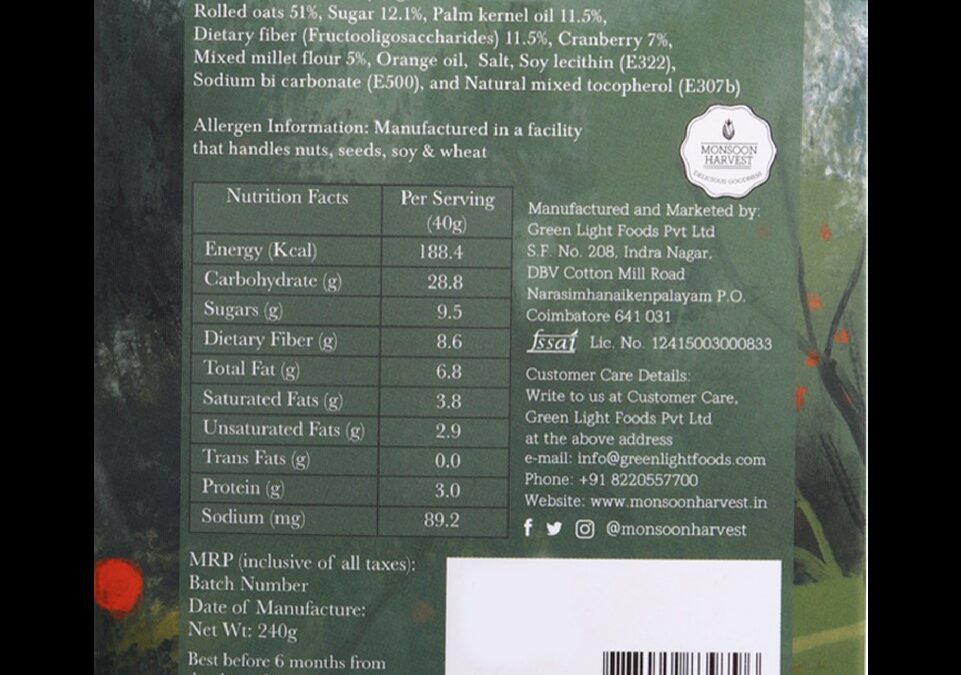 Rolled oats 51%, Sugar 12.1%, Palm kernel oil 11.5%,
Dietary fiber (Fructooligosaccharides) 11.5%, Cranberry 7%,
Mixed millet flour 5%, Orange oil, Salt, Soy lecithin (E322),
Sodium bi carbonate (E500), and Natural mixed tocopherol (E307b)
Allergen Information: Manufactured in a facility
that handles nuts, seeds, soy & wheat
MONSOON
HARVEST
DELICIOUS GOODNESS
Nutrition Facts Per Serving
(40g)
Energy (Kcal) 188.4
Carbohydrate (g) 28.8
Sugars (g) 9.5
Dietary Fiber (g) 8.6
Total Fat (g) 6.8
Saturated Fats (g) 3.8
Unsaturated Fats (g) 2.9
Trans Fats (g) 0.0
Protein (g) 3.0
Sodium (mg) 89.2
Manufactured and Marketed by:
Green Light Foods Pvt Ltd
S.F. No. 208, Indra Nagar,
DBV Cotton Mill Road
Narasimhanaikenpalayam P.O.
Coimbatore 641 031
fssai Lic. No. 12415003000833
Customer Care Details:
Write to us at Customer Care,
Green Light Foods Pvt Ltd
at the above address
e-mail: info@greenlightfoods.com
Phone: +91 8220557700
Website: www.monsoonharvest.in
@monsoonharvest
MRP (inclusive of all taxes):
Batch Number
Date of Manufacture:
Net Wt: 240g
Best before 6 months from